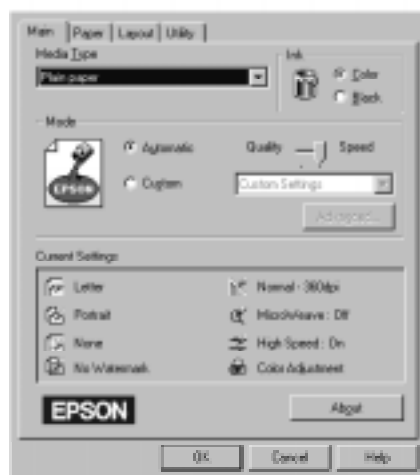 Main Paper Layout Utility
Media Type
Plain paper
Ink
Color
Black
Mode
EPSON
Automatic
Custom
Quality Speed
Custom Settings
Advanced...
Current Settings
Letter
Portrait
None
No Watermark
Normal - 360dpi
MicroWeave : Off
High Speed : On
Color Adjustment
EPSON
About
OK Cancel Help